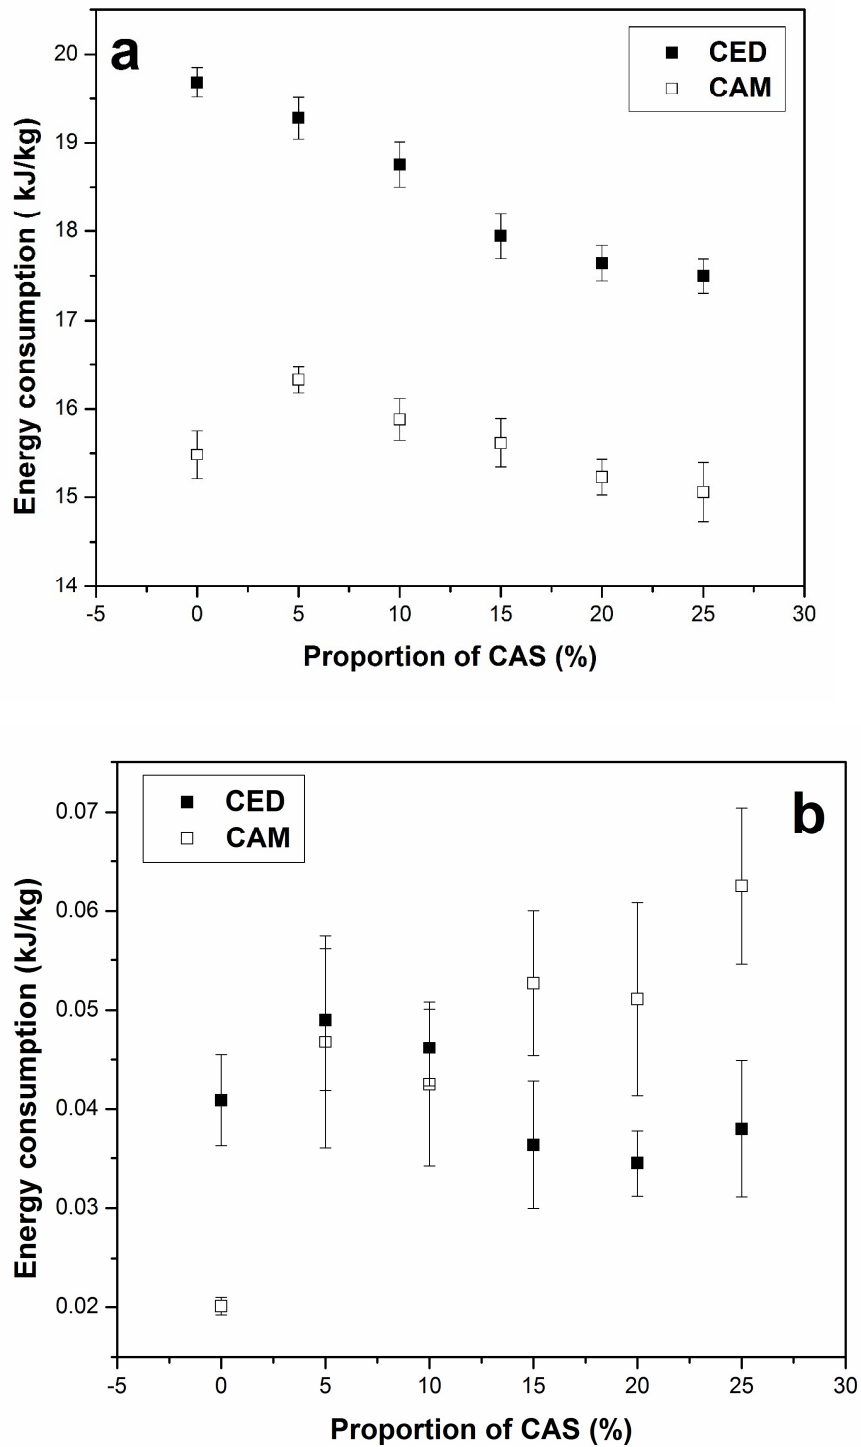 a
CED
CAM
20
19
18
17
16
15
14
Energy consumption ( kJ/kg)
-5 0 5 10 15 20 25 30
Proportion of CAS (%)
CED
CAM
b
0.07
0.06
0.05
0.04
0.03
0.02
Energy consumption (kJ/kg)
-5 0 5 10 15 20 25 30
Proportion of CAS (%)